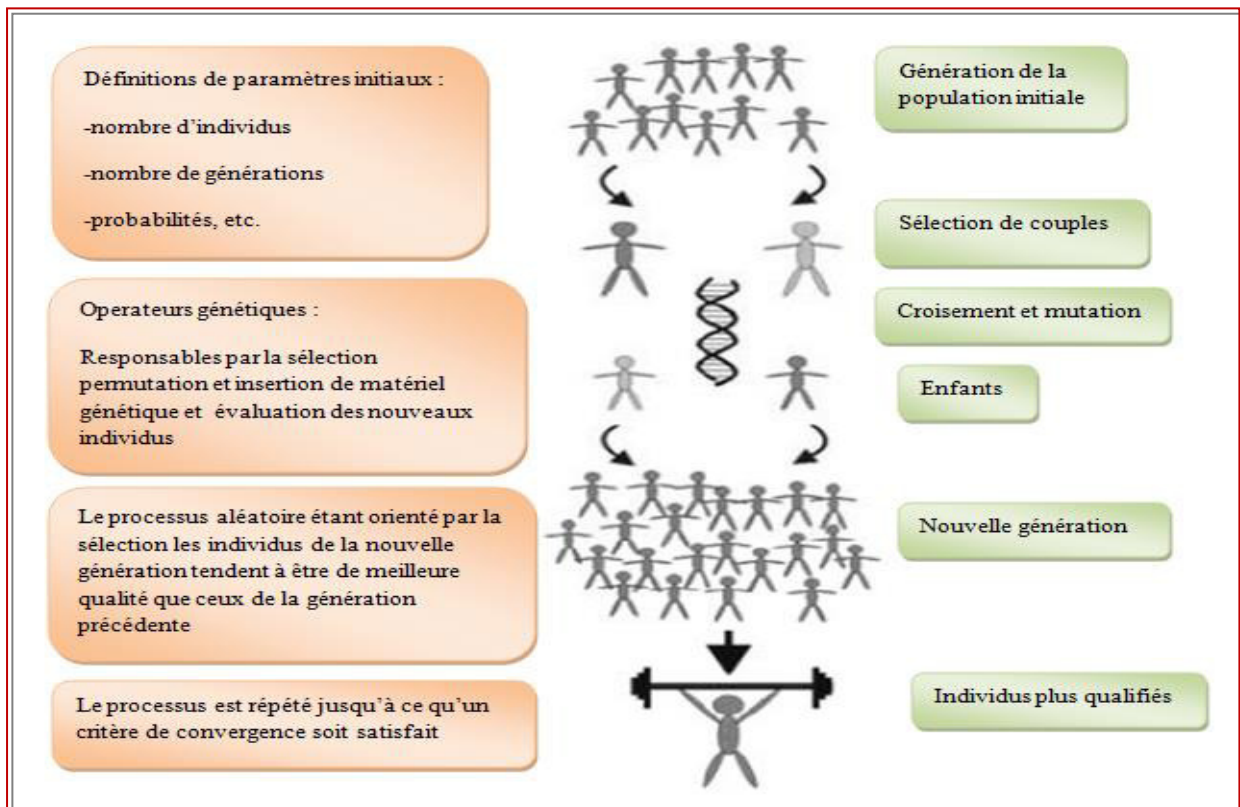 Définitions de paramètres initiaux :
-nombre d'individus
-nombre de générations
-probabilités, etc.
Génération de la
population initiale
Sélection de couples
Operateurs génétiques :
Responsables par la sélection
permutation et insertion de matériel
génétique et évaluation des nouveaux
individus
Croisement et mutation
Enfants
Le processus aléatoire étant orienté par la
sélection les individus de la nouvelle
génération tendent à être de meilleure
qualité que ceux de la génération
précédente
Nouvelle génération
Le processus est répété jusqu'à ce qu'un
critère de convergence soit satisfait
Individus plus qualifiés